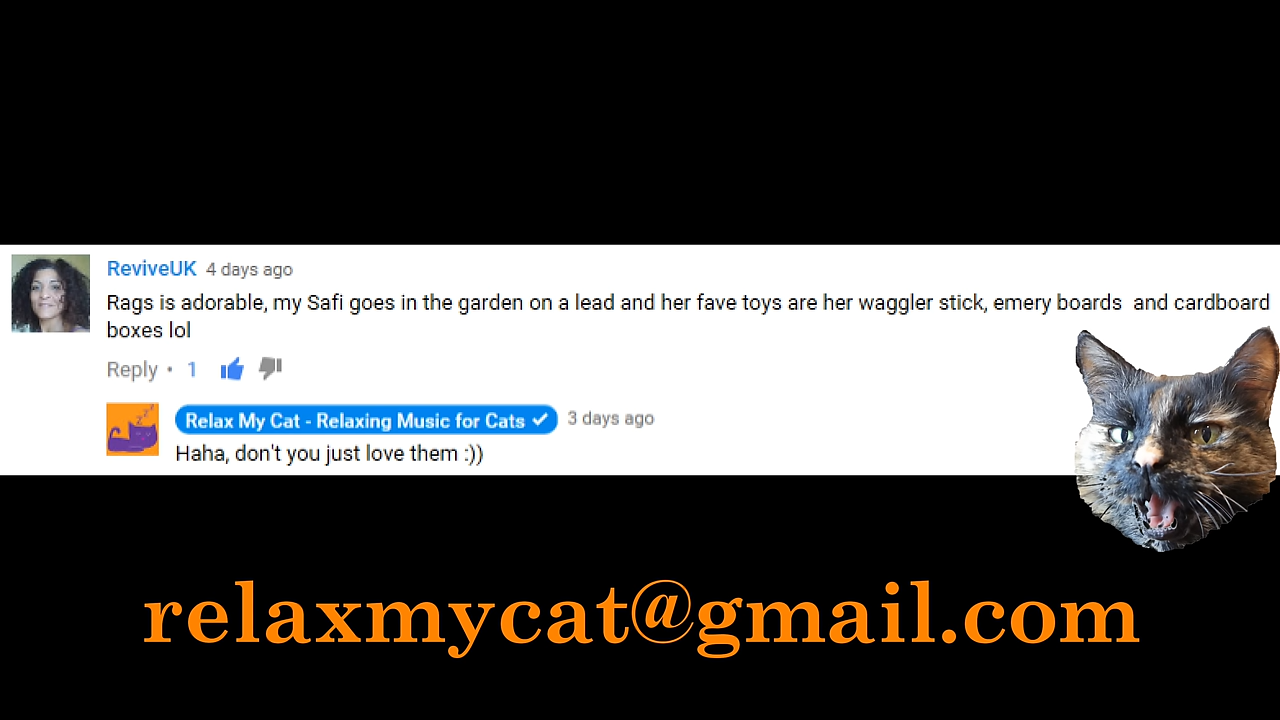 ReviveUK 4 days ago
Rags is adorable, my Safi goes in the garden on a lead and her fave toys are her waggler stick, emery boards  and cardboard
boxes lol
Reply • 1
Relax My Cat - Relaxing Music for Cats 3 days ago
Haha, don't you just love them :))
relaxmycat@gmail.com